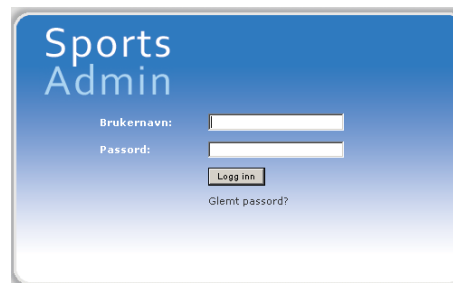 Sports
Admin
Brukernavn:
Passord:
Logg inn
Glemt passord?